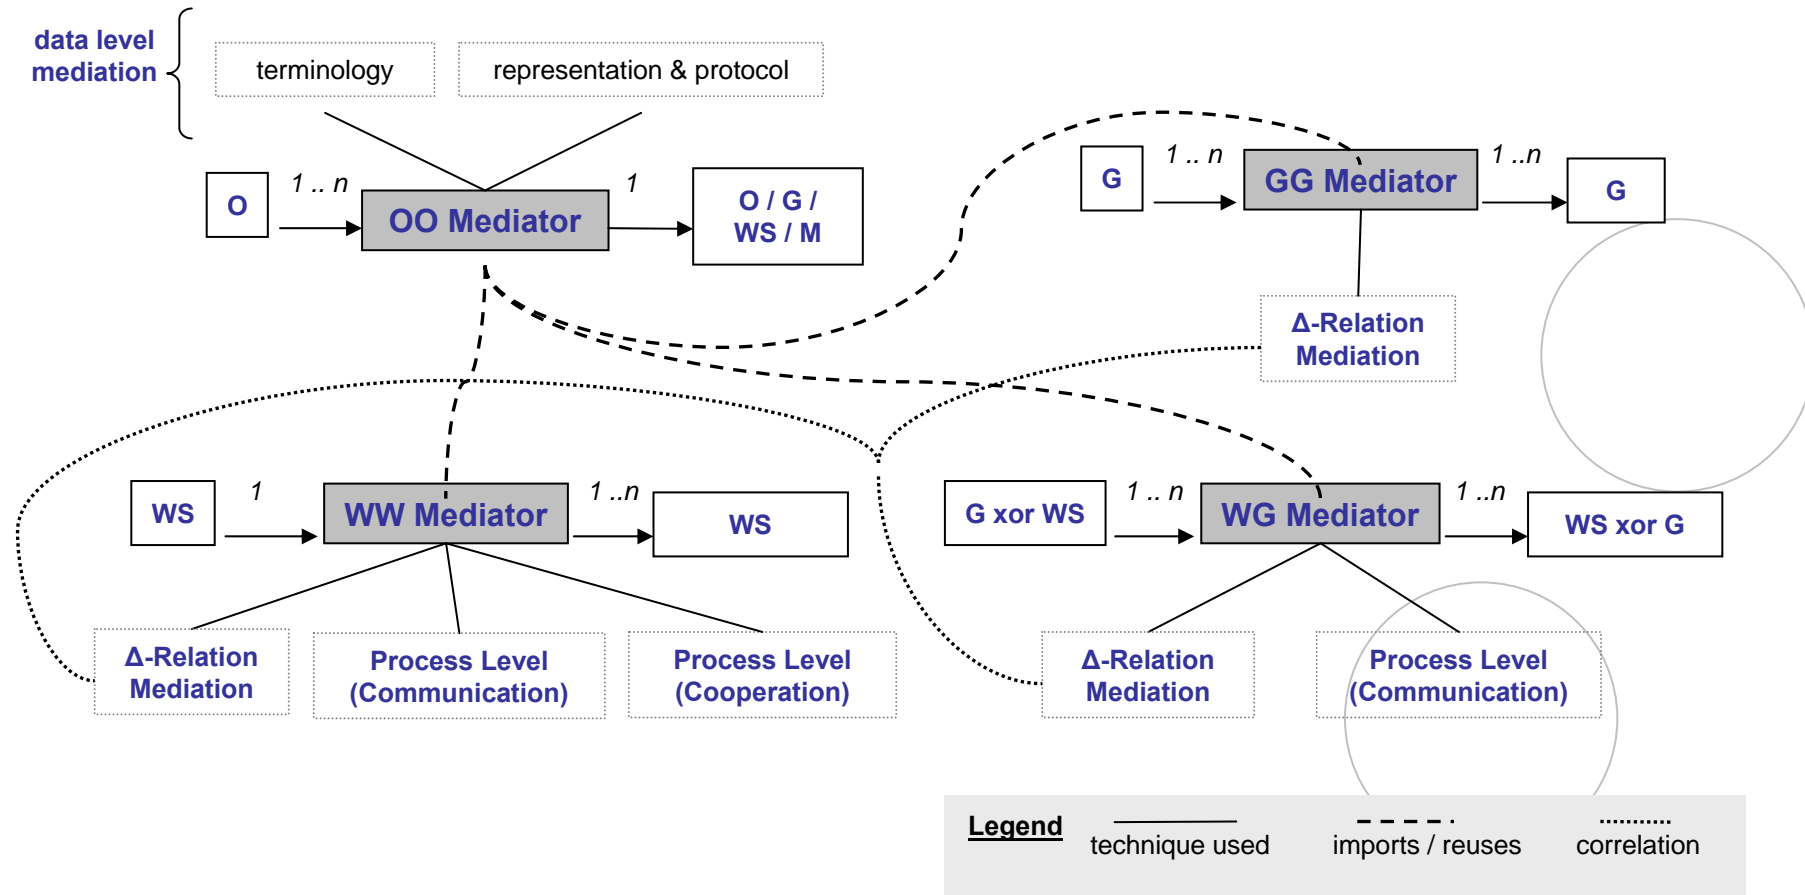 data level
mediation
terminology
representation & protocol
O
1 .. n
OO Mediator
1
O / G /
WS / M
G
1 .. n
GG Mediator
1 ..n
G
Δ-Relation
Mediation
WS
1
WW Mediator
1 ..n
WS
G xor WS
1 .. n
WG Mediator
1 ..n
WS xor G
Δ-Relation
Mediation
Process Level
(Communication)
Process Level
(Cooperation)
Δ-Relation
Mediation
Process Level
(Communication)
Legend
technique used
imports / reuses
correlation